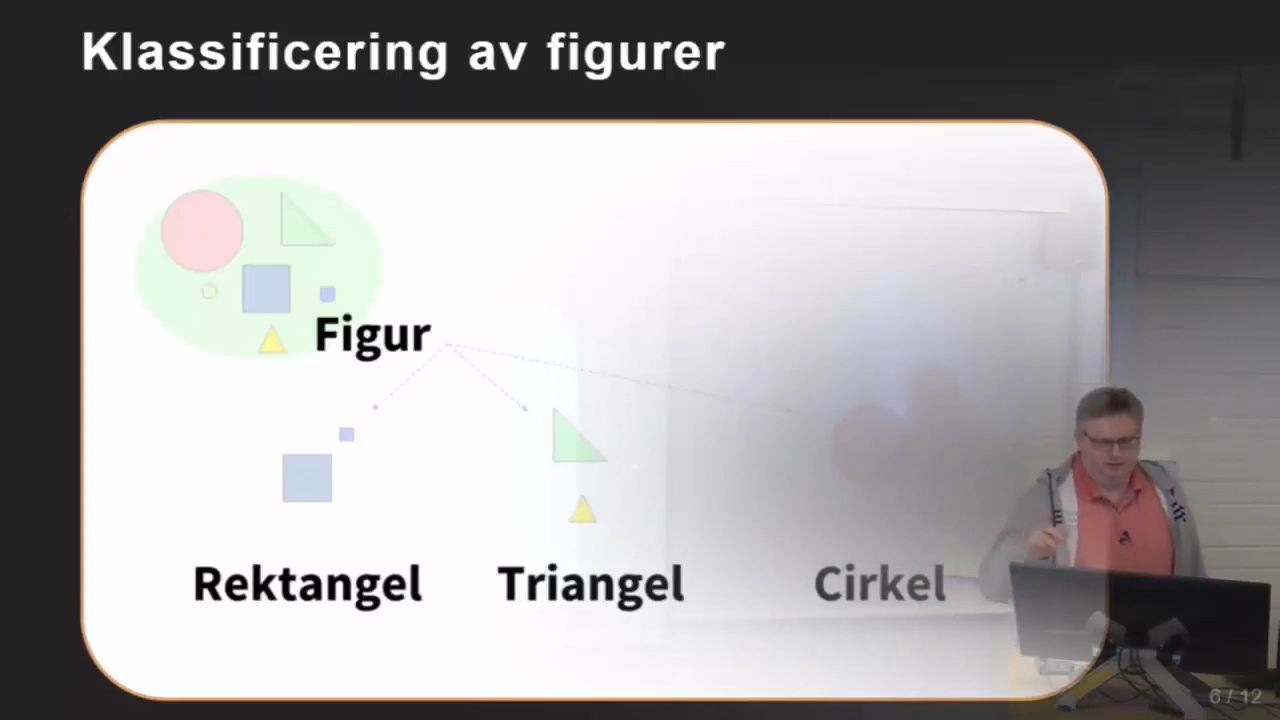 Klassificering av figurer
Figur
Rektangel
Triangel
Cirkel
6 / 12